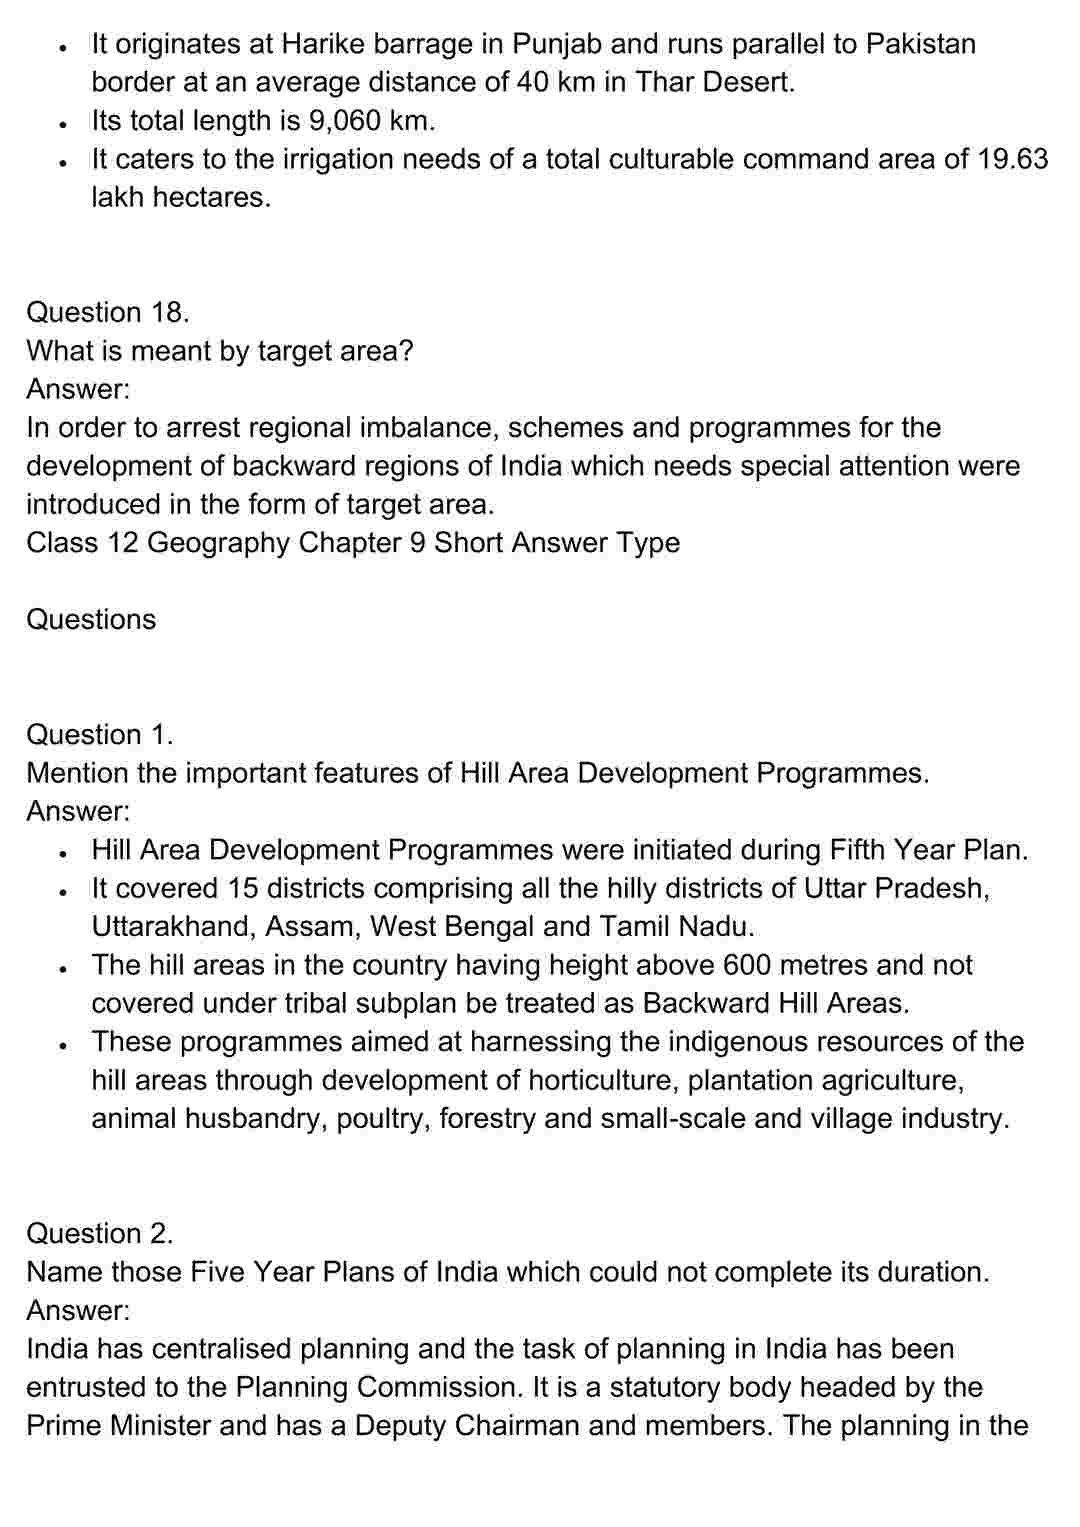 • It originates at Harike barrage in Punjab and runs parallel to Pakistan
border at an average distance of 40 km in Thar Desert.
• Its total length is 9,060 km.
• It caters to the irrigation needs of a total culturable command area of 19.63
lakh hectares.
Question 18.
What is meant by target area?
Answer:
In order to arrest regional imbalance, schemes and programmes for the
development of backward regions of India which needs special attention were
introduced in the form of target area.
Class 12 Geography Chapter 9 Short Answer Type
Questions
Question 1.
Mention the important features of Hill Area Development Programmes.
Answer:
• Hill Area Development Programmes were initiated during Fifth Year Plan.
• It covered 15 districts comprising all the hilly districts of Uttar Pradesh,
Uttarakhand, Assam, West Bengal and Tamil Nadu.
• The hill areas in the country having height above 600 metres and not
covered under tribal subplan be treated as Backward Hill Areas.
• These programmes aimed at harnessing the indigenous resources of the
hill areas through development of horticulture, plantation agriculture,
animal husbandry, poultry, forestry and small-scale and village industry.
Question 2.
Name those Five Year Plans of India which could not complete its duration.
Answer:
India has centralised planning and the task of planning in India has been
entrusted to the Planning Commission. It is a statutory body headed by the
Prime Minister and has a Deputy Chairman and members. The planning in the